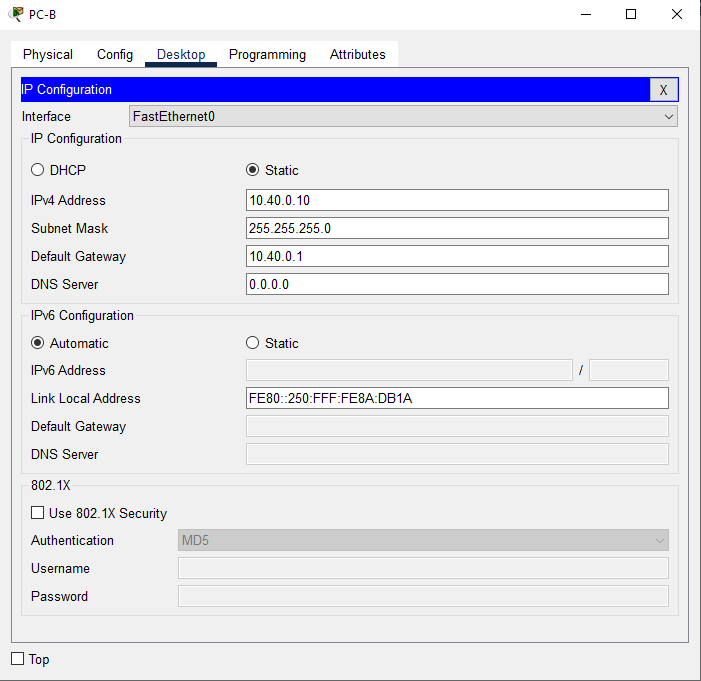 PC-B
Physical Config Desktop Programming Attributes
IP Configuration X
Interface FastEthernet0
IP Configuration
DHCP Static
IPv4 Address 10.40.0.10
Subnet Mask 255.255.255.0
Default Gateway 10.40.0.1
DNS Server 0.0.0.0
IPv6 Configuration
Automatic Static
IPv6 Address /
Link Local Address FE80::250:FFF:FE8A:DB1A
Default Gateway
DNS Server
802.1X
Use 802.1X Security
Authentication MD5
Username
Password
Top